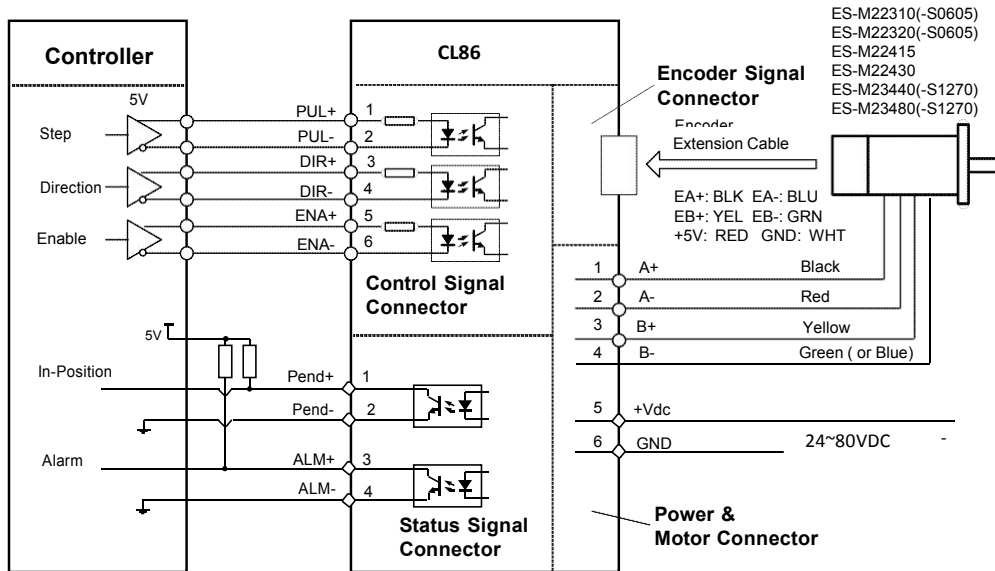 ES-M22310(-S0605)
ES-M22320(-S0605)
ES-M22415
ES-M22430
ES-M23440(-S1270)
ES-M23480(-S1270)
Controller
CL86
Encoder Signal
Connector
Encoder
Extension Cable
EA+: BLK EA-: BLU
EB+: YEL EB-: GRN
+5V: RED GND: WHT
5V
Step
PUL+
1
PUL-
2
Direction
DIR+
3
DIR-
4
Enable
ENA+
5
ENA-
6
Control Signal
Connector
1 A+ Black
2 A- Red
3 B+ Yellow
4 B- Green ( or Blue)
5V
In-Position
Pend+
1
Pend-
2
Alarm
ALM+
3
ALM-
4
Status Signal
Connector
5 +Vdc
6 GND
24~80VDC -
Power &
Motor Connector